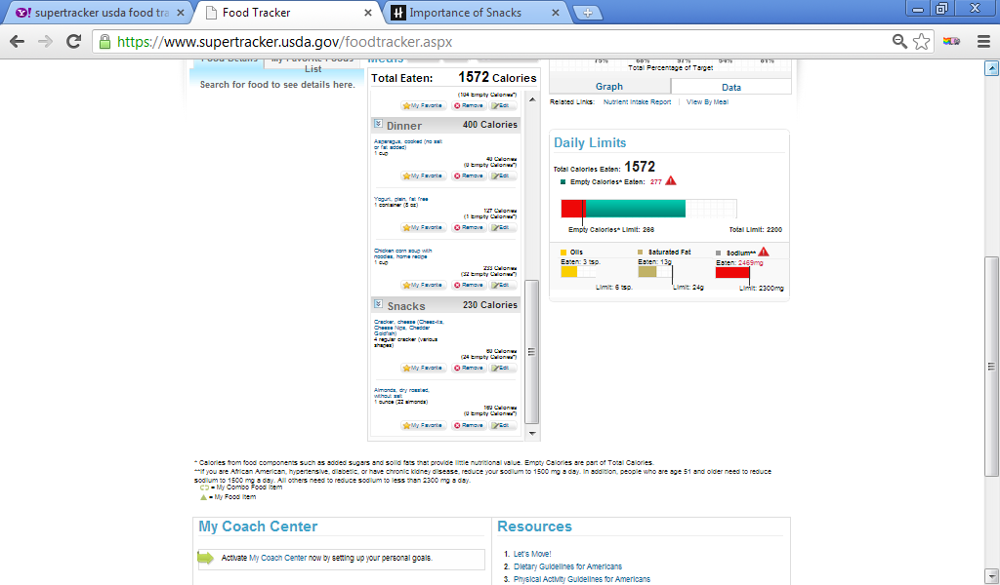 supertracker usda food tra
Food Tracker
Importance of Snacks
https://www.supertracker.usda.gov/foodtracker.aspx
Food Details
My Favorite Foods
List
Search for food to see details here.
Meals
Total Eaten: 1572 Calories
(104 Empty Calories*)
My Favorite Remove Edit
Dinner 400 Calories
Asparagus, cooked (no salt
or fat added)
1 cup
40 Calories
(0 Empty Calories*)
My Favorite Remove Edit
Yogurt, plain, fat free
1 container (8 oz)
127 Calories
(1 Empty Calories*)
My Favorite Remove Edit
Chicken corn soup with
noodles, home recipe
1 cup
233 Calories
(32 Empty Calories*)
My Favorite Remove Edit
Snacks 230 Calories
Cracker, cheese (Cheez-its,
Cheese Nips, Cheddar
Goldfish)
4 regular cracker (various
shapes)
60 Calories
(24 Empty Calories*)
My Favorite Remove Edit
Almonds, dry roasted,
without salt
1 ounce (22 almonds)
169 Calories
(0 Empty Calories*)
My Favorite Remove Edit
Total Percentage of Target
Graph Data
Related Links: Nutrient Intake Report | View By Meal
Daily Limits
Total Calories Eaten: 1572
Empty Calories* Eaten: 277
Empty Calories* Limit: 266 Total Limit: 2200
Oils Saturated Fat Sodium**
Eaten: 3 tsp. Eaten: 13g Eaten: 2469mg
Limit: 6 tsp. Limit: 24g Limit: 2300mg
* Calories from food components such as added sugars and solid fats that provide little nutritional value. Empty Calories are part of Total Calories.
**If you are African American, hypertensive, diabetic, or have chronic kidney disease, reduce your sodium to 1500 mg a day. In addition, people who are age 51 and older need to reduce
sodium to 1500 mg a day. All others need to reduce sodium to less than 2300 mg a day.
= My Combo Food Item
= My Food Item
My Coach Center
Activate My Coach Center now by setting up your personal goals.
Resources
1. Let's Move!
2. Dietary Guidelines for Americans
3. Physical Activity Guidelines for Americans